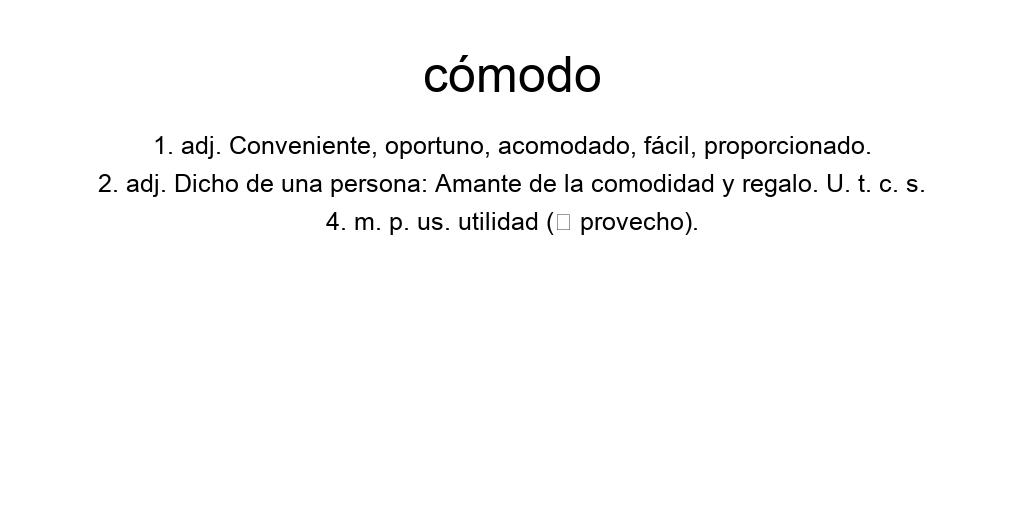 cómodo
1. adj. Conveniente, oportuno, acomodado, fácil, proporcionado.
2. adj. Dicho de una persona: Amante de la comodidad y regalo. U. t. c. s.
4. m. p. us. utilidad (□ provecho).